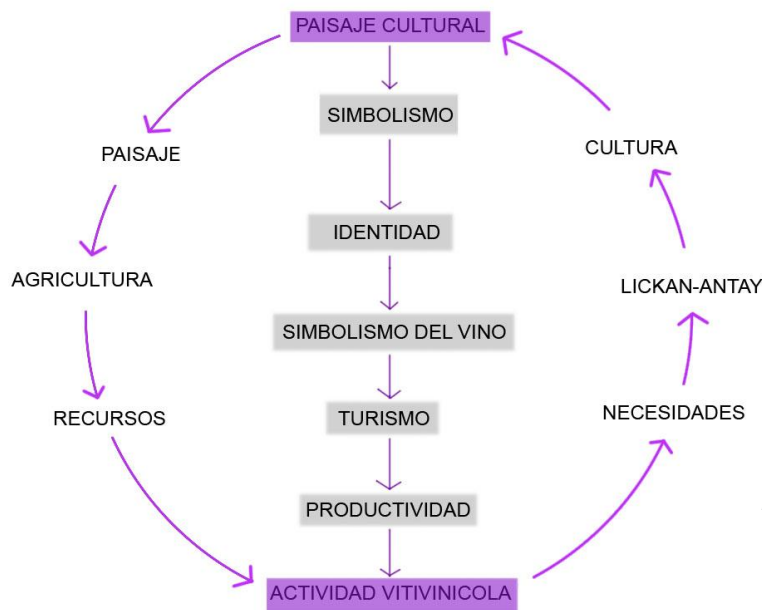 PAISAJE CULTURAL
SIMBOLISMO
PAISAJE
CULTURA
IDENTIDAD
AGRICULTURA
LICKAN-ANTAY
SIMBOLISMO DEL VINO
RECURSOS
TURISMO
NECESIDADES
PRODUCTIVIDAD
ACTIVIDAD VITIVINICOLA